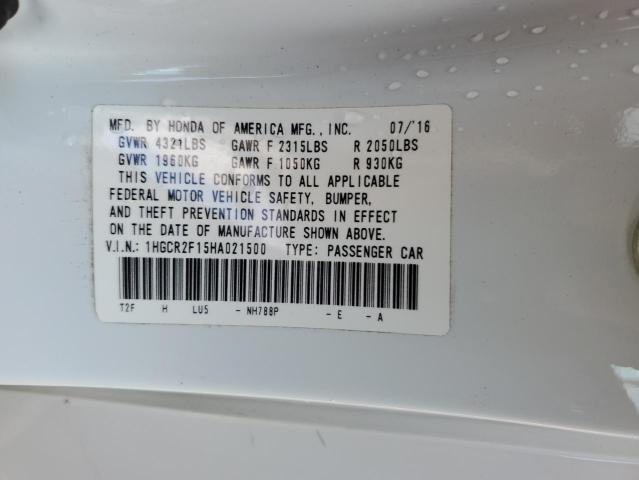 MFD. BY HONDA OF AMERICA MFG., INC. 07/'16
GVWR 4321LBS GAWR F 2315LBS R 2050LBS
GVWR 1960KG GAWR F 1050KG R 930KG
THIS VEHICLE CONFORMS TO ALL APPLICABLE
FEDERAL MOTOR VEHICLE SAFETY, BUMPER,
AND THEFT PREVENTION STANDARDS IN EFFECT
ON THE DATE OF MANUFACTURE SHOWN ABOVE.
V.I.N.: 1HGCR2F15HA021500 TYPE: PASSENGER CAR
T2F H LU5 - NH788P - E - A